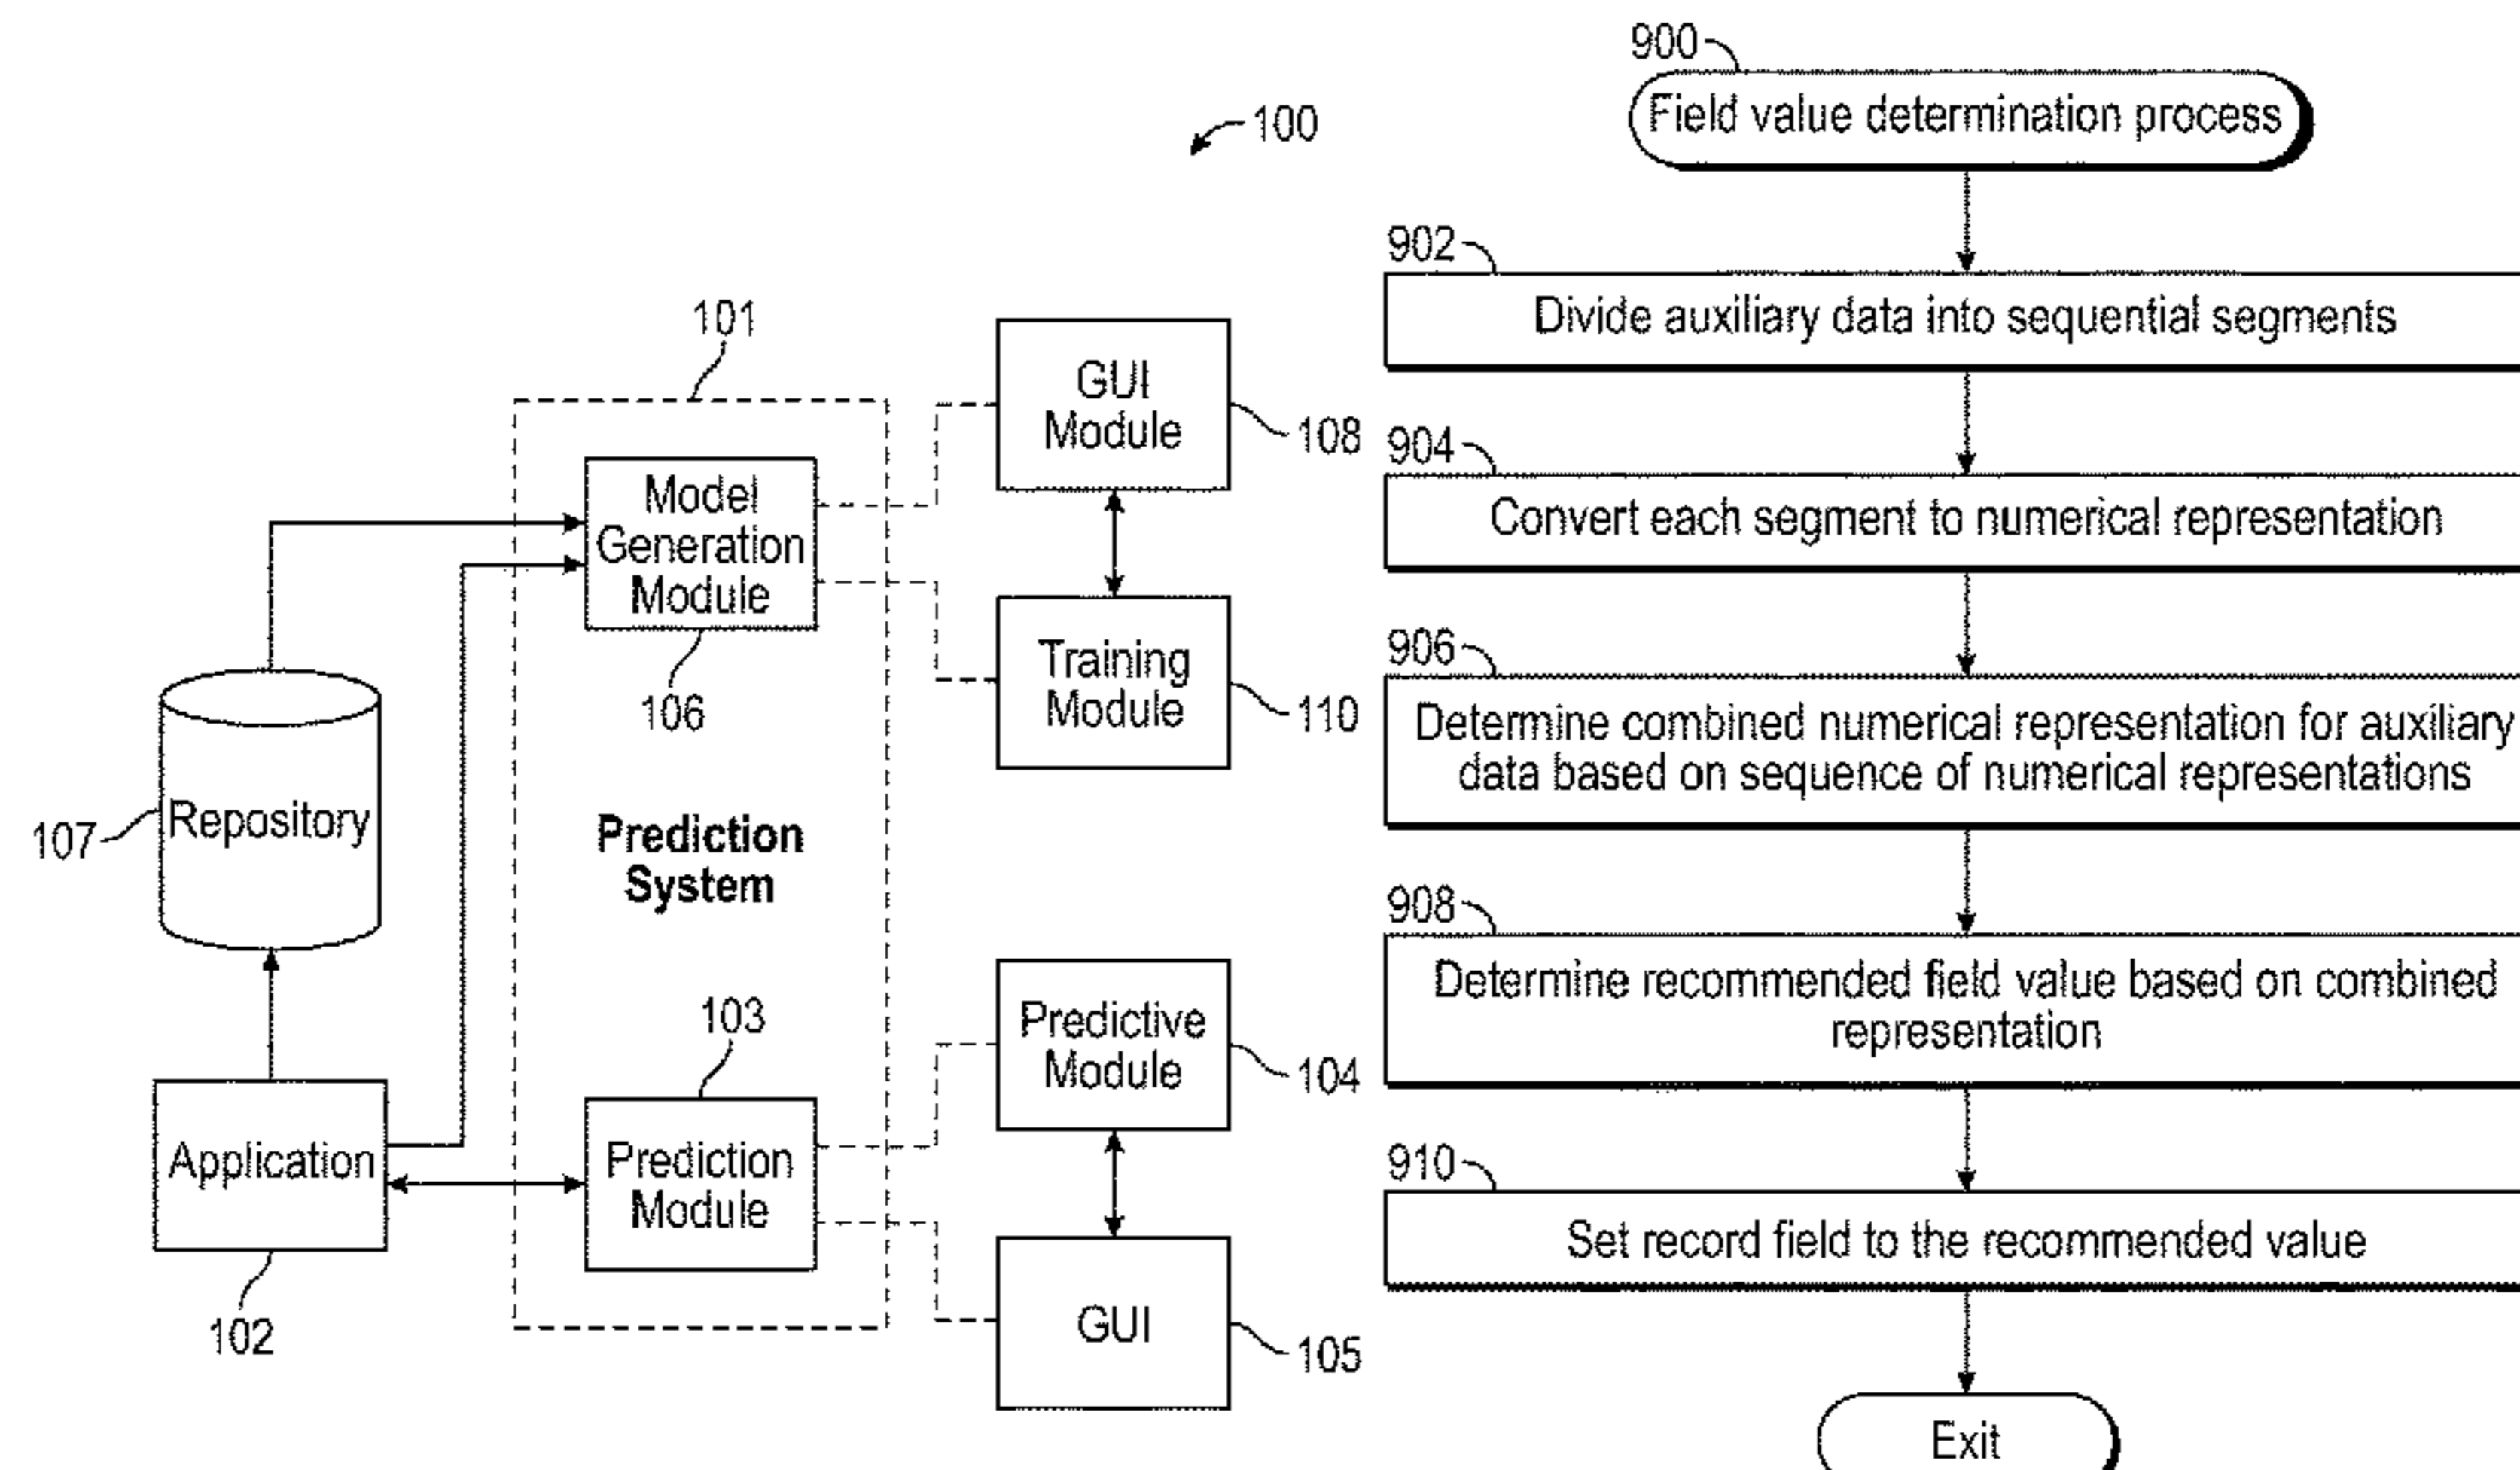 100
101
GUI
Module
108
Model
Generation
Module
106
Training
Module
110
107
Repository
Prediction
System
103
Predictive
Module
104
Application
102
Prediction
Module
GUI
105
900
Field value determination process
902
Divide auxiliary data into sequential segments
904
Convert each segment to numerical representation
906
Determine combined numerical representation for auxiliary
data based on sequence of numerical representations
908
Determine recommended field value based on combined
representation
910
Set record field to the recommended value
Exit